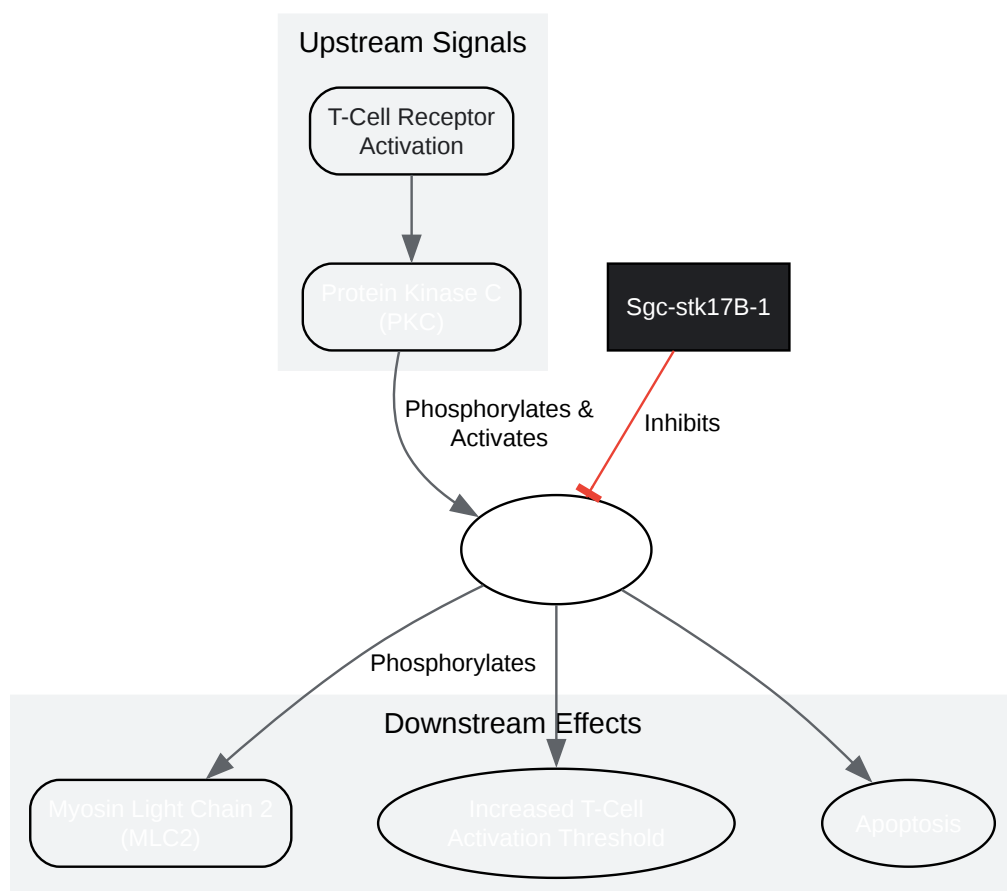 Upstream Signals
T-Cell Receptor
Activation
Protein Kinase C
(PKC)
Sgc-stk17B-1
Phosphorylates &
Activates
Inhibits
Phosphorylates
Downstream Effects
Myosin Light Chain 2
(MLC2)
Increased T-Cell
Activation Threshold
Apoptosis